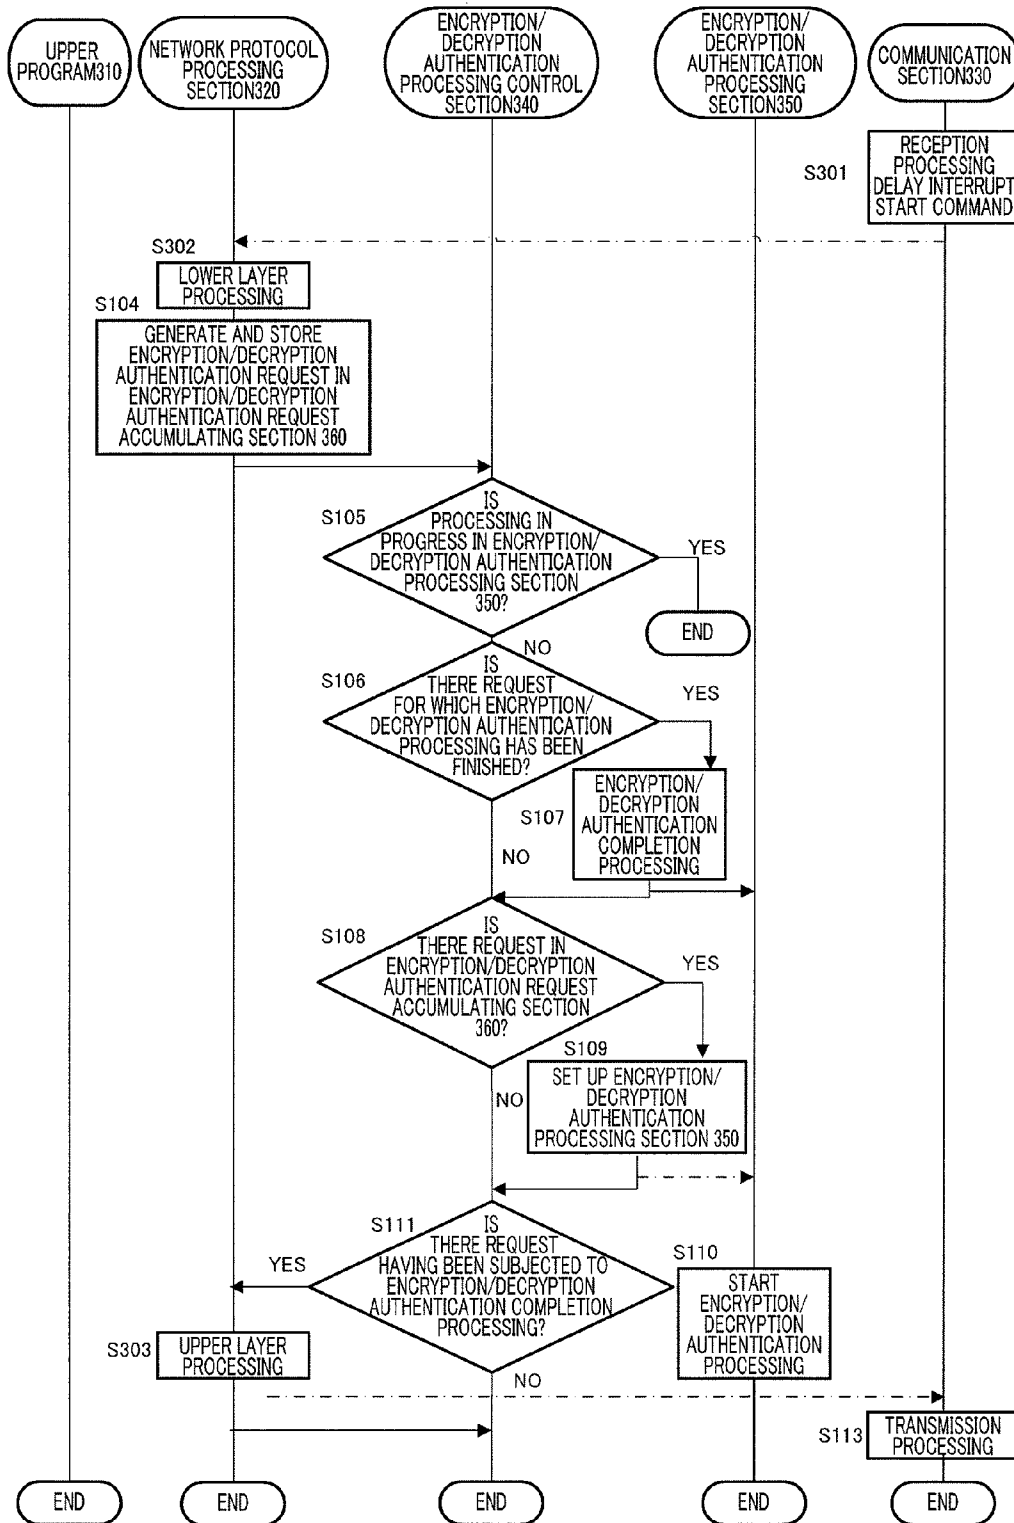 UPPER
PROGRAM310
NETWORK PROTOCOL
PROCESSING
SECTION320
ENCRYPTION/
DECRYPTION
AUTHENTICATION
PROCESSING CONTROL
SECTION340
ENCRYPTION/
DECRYPTION
AUTHENTICATION
PROCESSING
SECTION350
COMMUNICATION
SECTION330
S301
RECEPTION
PROCESSING
DELAY INTERRUPT
START COMMAND
S302
LOWER LAYER
PROCESSING
S104
GENERATE AND STORE
ENCRYPTION/DECRYPTION
AUTHENTICATION REQUEST IN
ENCRYPTION/DECRYPTION
AUTHENTICATION REQUEST
ACCUMULATING SECTION 360
S105
IS
PROCESSING IN
PROGRESS IN ENCRYPTION/
DECRYPTION AUTHENTICATION
PROCESSING SECTION
350?
YES
END
NO
S106
IS
THERE REQUEST
FOR WHICH ENCRYPTION/
DECRYPTION AUTHENTICATION
PROCESSING HAS BEEN
FINISHED?
YES
S107
ENCRYPTION/
DECRYPTION
AUTHENTICATION
COMPLETION
PROCESSING
NO
S108
IS
THERE REQUEST IN
ENCRYPTION/DECRYPTION
AUTHENTICATION REQUEST
ACCUMULATING SECTION
360?
YES
S109
SET UP ENCRYPTION/
DECRYPTION
AUTHENTICATION
PROCESSING SECTION 350
NO
S111
IS
THERE REQUEST
HAVING BEEN SUBJECTED TO
ENCRYPTION/DECRYPTION
AUTHENTICATION COMPLETION
PROCESSING?
YES
S110
START
ENCRYPTION/
DECRYPTION
AUTHENTICATION
PROCESSING
S303
UPPER LAYER
PROCESSING
NO
S113
TRANSMISSION
PROCESSING
END
END
END
END
END